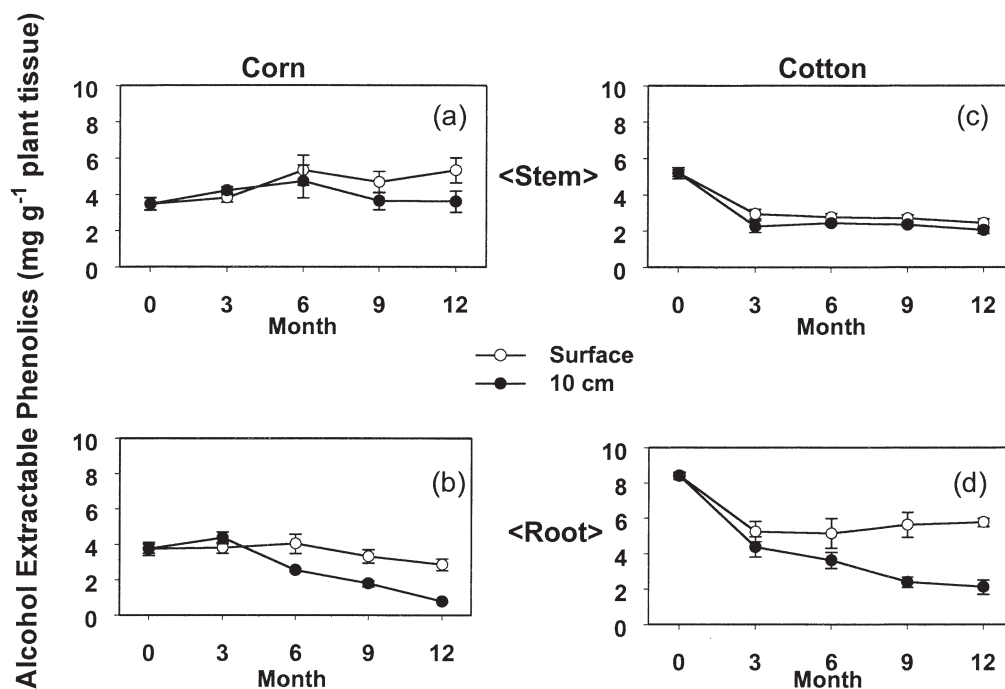 Alcohol Extractable Phenolics (mg g⁻¹ plant tissue)
Corn
10
8
6
4
2
0
(a)
0 3 6 9 12
Month
Cotton
10
8
6
4
2
0
(c)
0 3 6 9 12
Month
<Stem>
Surface
10 cm
10
8
6
4
2
0
(b)
0 3 6 9 12
Month
<Root>
10
8
6
4
2
0
(d)
0 3 6 9 12
Month